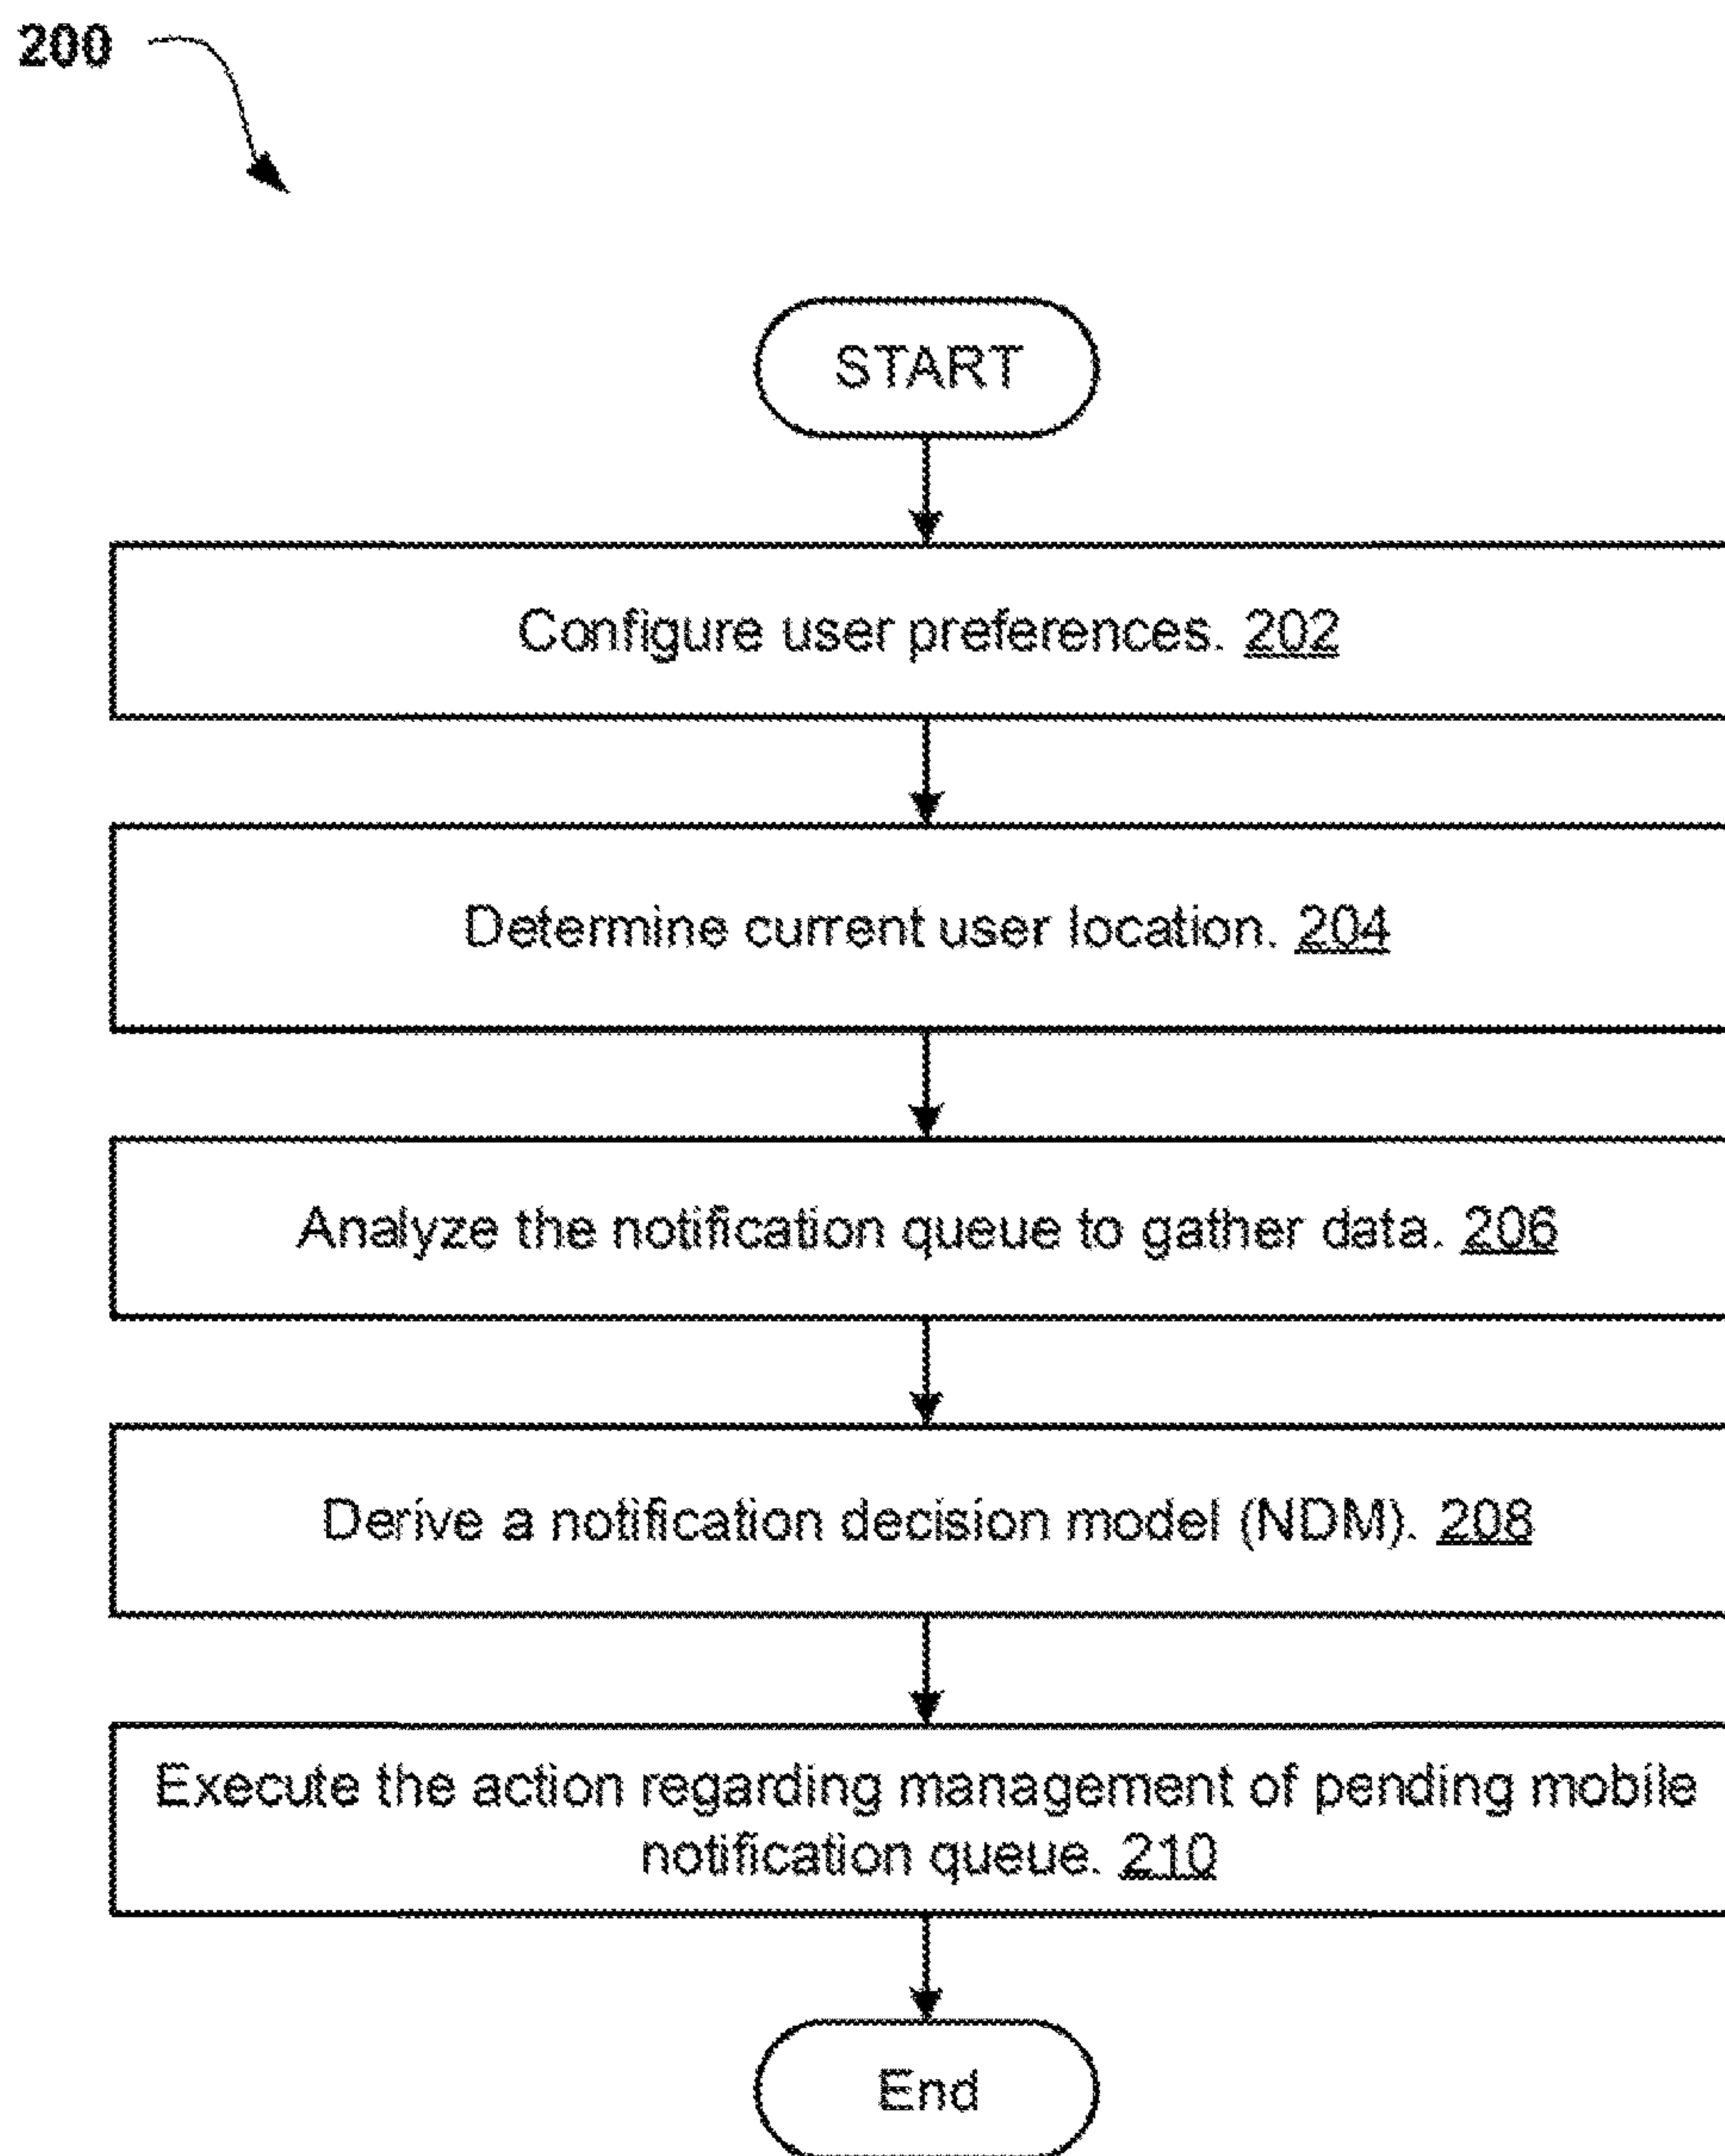 200
START
Configure user preferences. 202
Determine current user location. 204
Analyze the notification queue to gather data. 206
Derive a notification decision model (NDM). 208
Execute the action regarding management of pending mobile
notification queue. 210
End